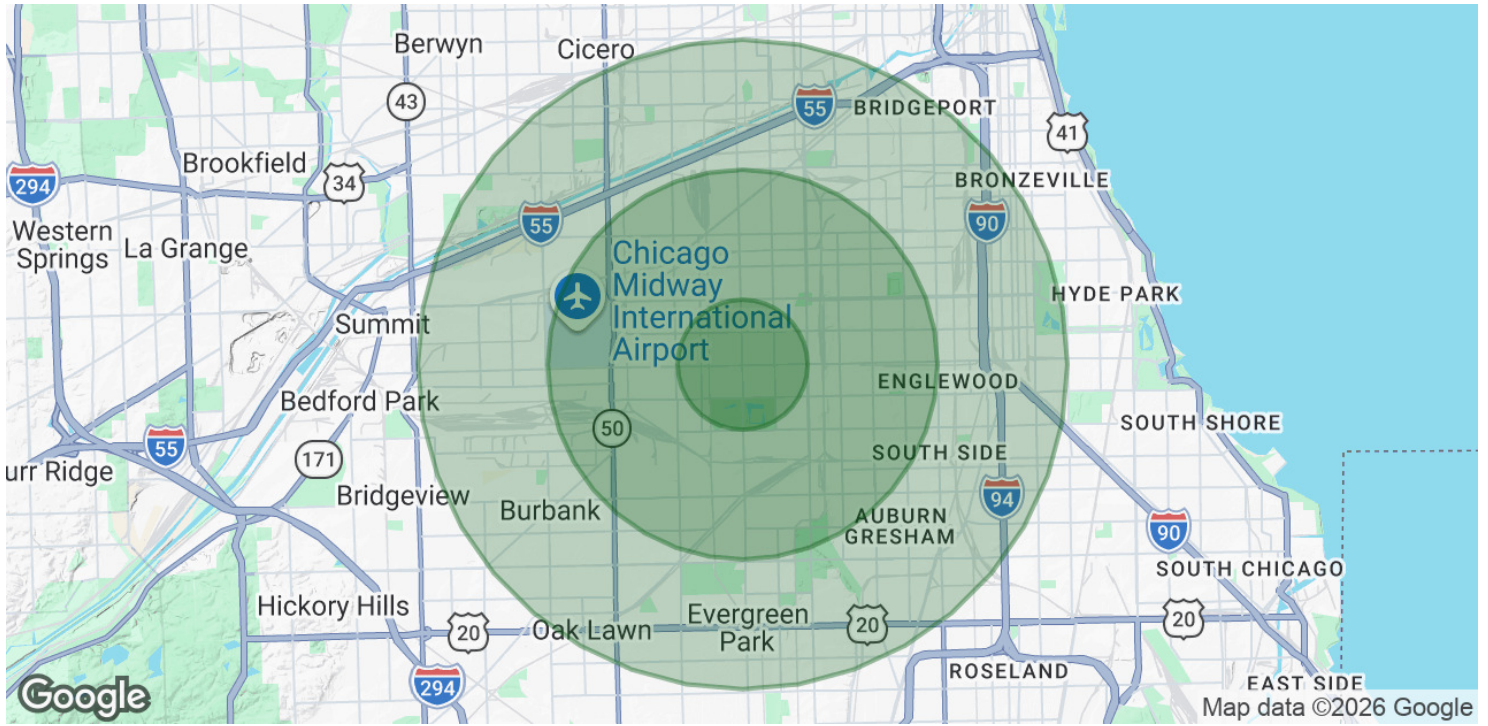 Berwyn
Cicero
43
55
BRIDGEPORT
41
Brookfield
294
34
BRONZEVILLE
55
90
Western
Springs
La Grange
Chicago
Midway
International
Airport
HYDE PARK
Summit
ENGLEWOOD
Bedford Park
SOUTH SHORE
50
55
171
SOUTH SIDE
urr Ridge
Bridgeview
94
Burbank
AUBURN
GRESHAM
90
SOUTH CHICAGO
Hickory Hills
Evergreen
Park
20
Oak Lawn
20
20
ROSELAND
294
EAST SIDE
Google
Map data ©2026 Google